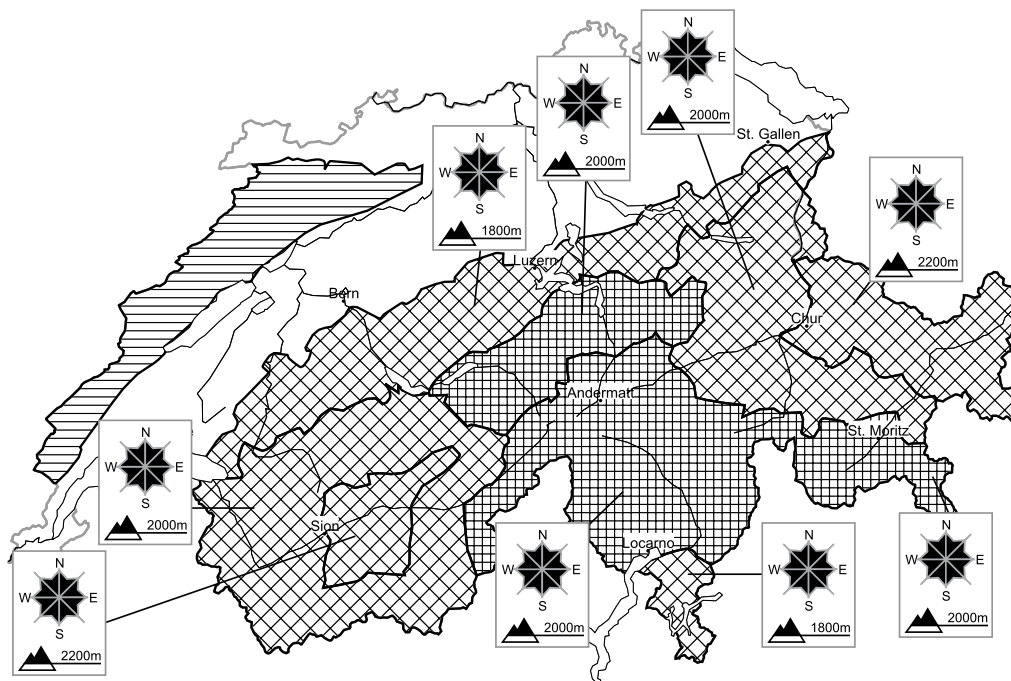 N
W E
S
2000m
N
W E
S
2000m
St. Gallen
N
W E
S
1800m
N
W E
S
2200m
Luzern
Bern
Chur
Andermatt
St. Moritz
N
W E
S
2000m
Sion
Locarno
N
W E
S
2200m
N
W E
S
2000m
N
W E
S
1800m
N
W E
S
2000m